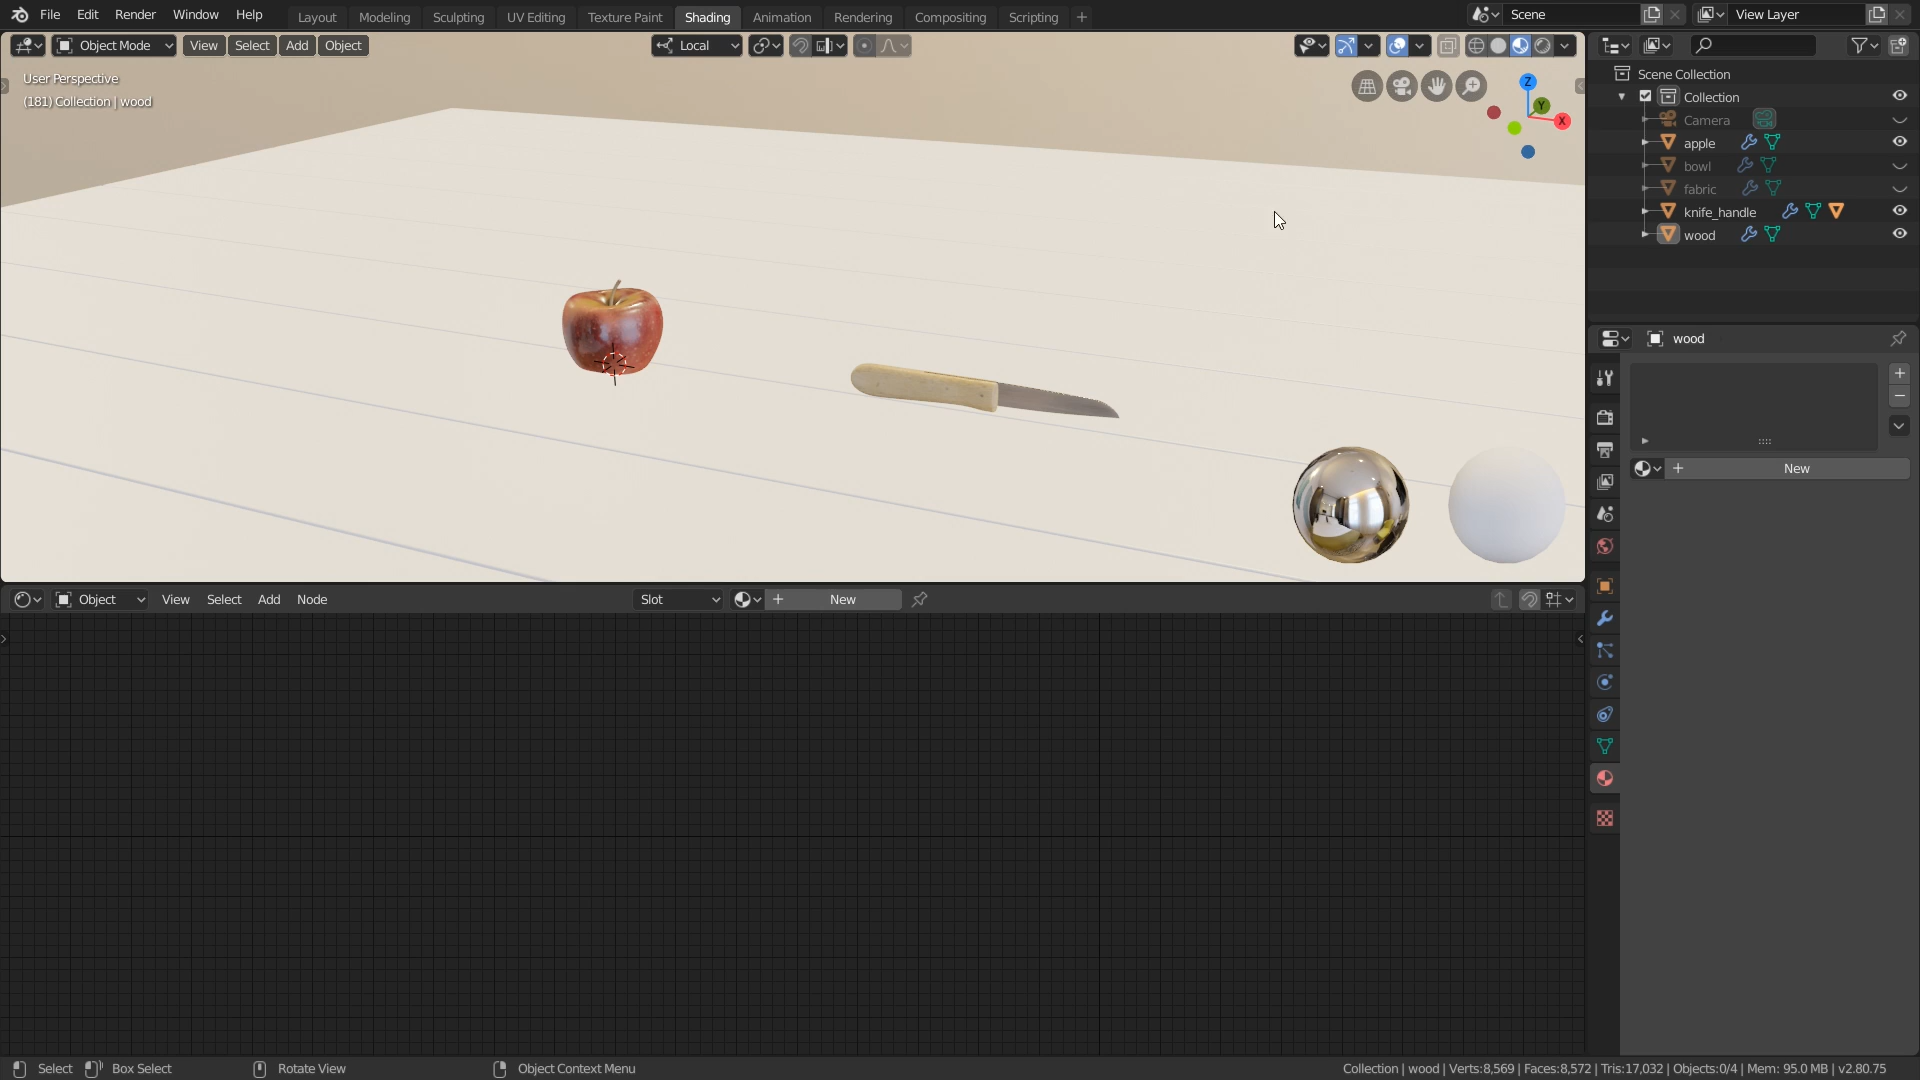 File Edit Render Window Help Layout Modeling Sculpting UV Editing Texture Paint Shading Animation Rendering Compositing Scripting + Scene View Layer
Object Mode View Select Add Object Local
User Perspective
(181) Collection | wood
Z
Y
X
Scene Collection
Collection
Camera
apple
bowl
fabric
knife_handle
wood
wood
+ New
Object View Select Add Node Slot + New
Select Box Select Rotate View Object Context Menu Collection | wood | Verts:8,569 | Faces:8,572 | Tris:17,032 | Objects:0/4 | Mem: 95.0 MB | v2.80.75